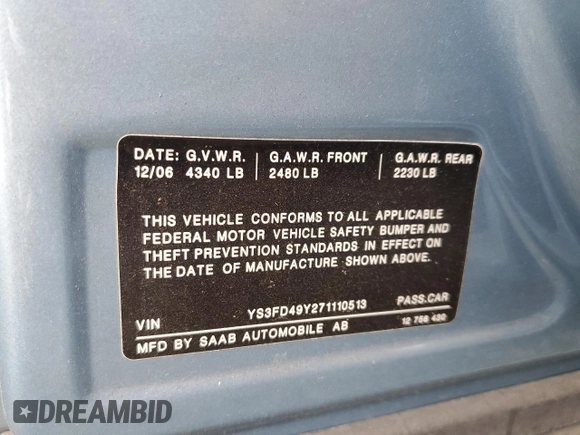 DATE: G.V.W.R. G.A.W.R. FRONT G.A.W.R. REAR
12/06 4340 LB 2480 LB 2230 LB
THIS VEHICLE CONFORMS TO ALL APPLICABLE
FEDERAL MOTOR VEHICLE SAFETY BUMPER AND
THEFT PREVENTION STANDARDS IN EFFECT ON
THE DATE OF MANUFACTURE SHOWN ABOVE.
VIN YS3FD49Y271110513 PASS.CAR
MFD BY SAAB AUTOMOBILE AB 12 768 430
DREAMBID